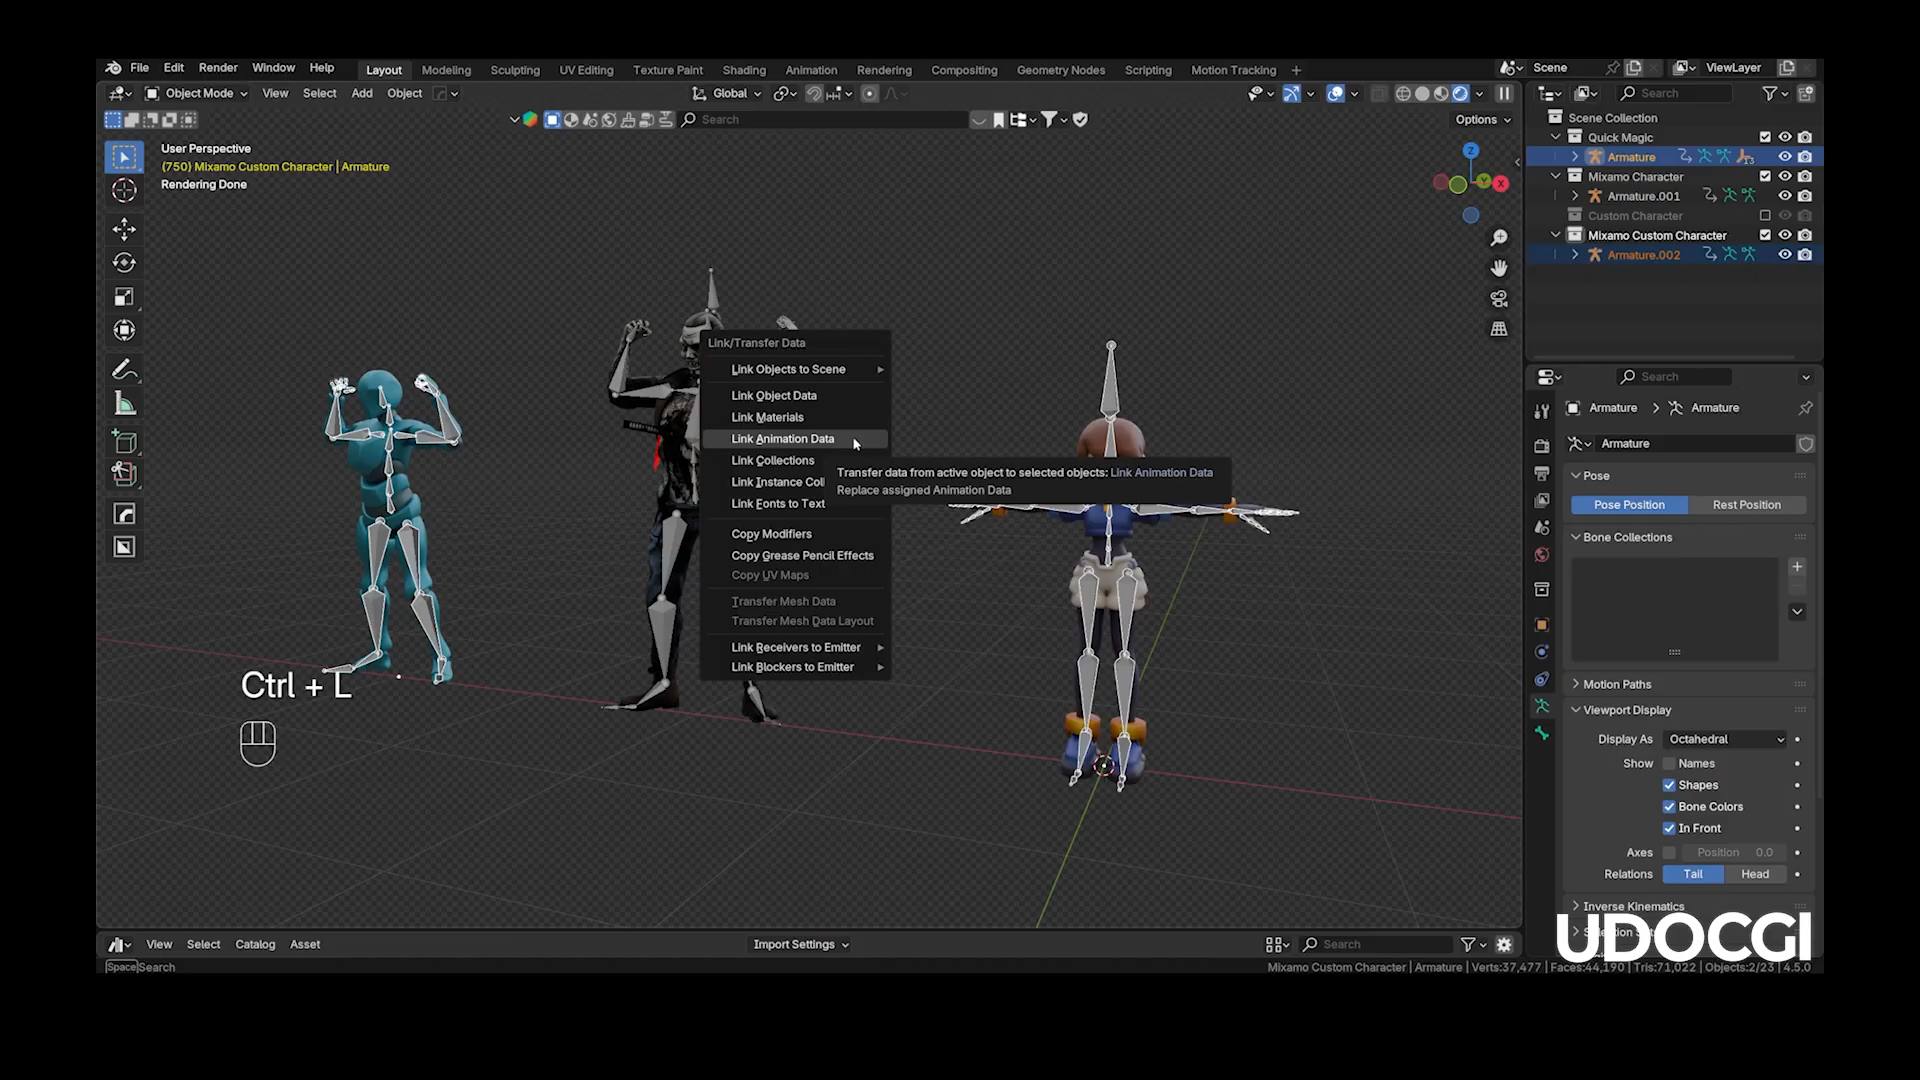 File Edit Render Window Help Layout Modeling Sculpting UV Editing Texture Paint Shading Animation Rendering Compositing Geometry Nodes Scripting Motion Tracking + Scene ViewLayer
Object Mode View Select Add Object Global Search
Search Options
User Perspective
(750) Mixamo Custom Character | Armature
Rendering Done
Z
Y
X
Scene Collection
Quick Magic
Armature
Mixamo Character
Armature.001
Custom Character
Mixamo Custom Character
Armature.002
Link/Transfer Data
Link Objects to Scene
Link Object Data
Link Materials
Link Animation Data
Link Collections
Link Instance Coll
Link Fonts to Text
Transfer data from active object to selected objects: Link Animation Data
Replace assigned Animation Data
Copy Modifiers
Copy Grease Pencil Effects
Copy UV Maps
Transfer Mesh Data
Transfer Mesh Data Layout
Link Receivers to Emitter
Link Blockers to Emitter
Ctrl + L
Search
Armature > Armature
Armature
Pose
Pose Position Rest Position
Bone Collections
Motion Paths
Viewport Display
Display As Octahedral
Show Names
Shapes
Bone Colors
In Front
Axes Position 0.0
Relations Tail Head
Inverse Kinematics
UDOCGI
View Select Catalog Asset Import Settings Search
Space Search
Mixamo Custom Character | Armature | Verts:37,477 | Faces:44,190 | Tris:71,022 | Objects:2/23 | 4.5.0